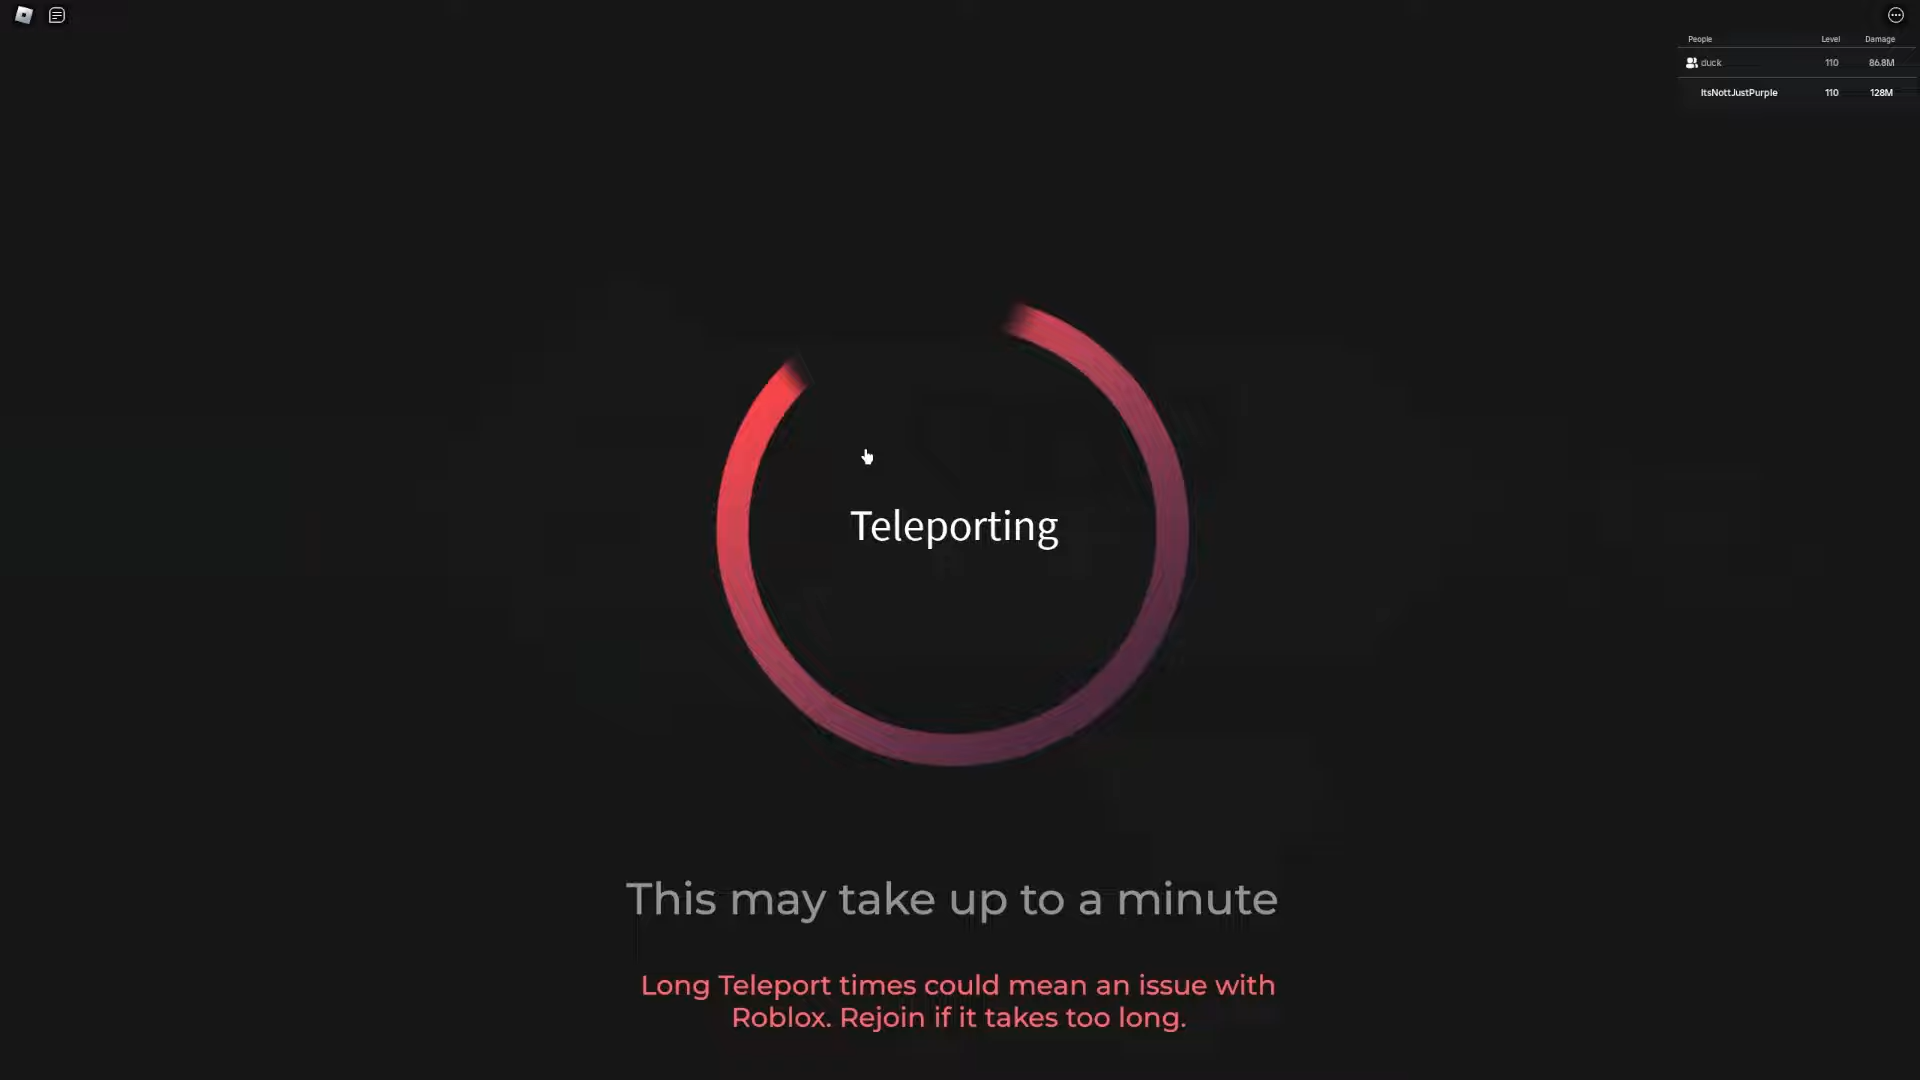 People Level Damage
duck 110 86.8M
ItsNottJustPurple 110 128M
Teleporting
This may take up to a minute
Long Teleport times could mean an issue with
Roblox. Rejoin if it takes too long.